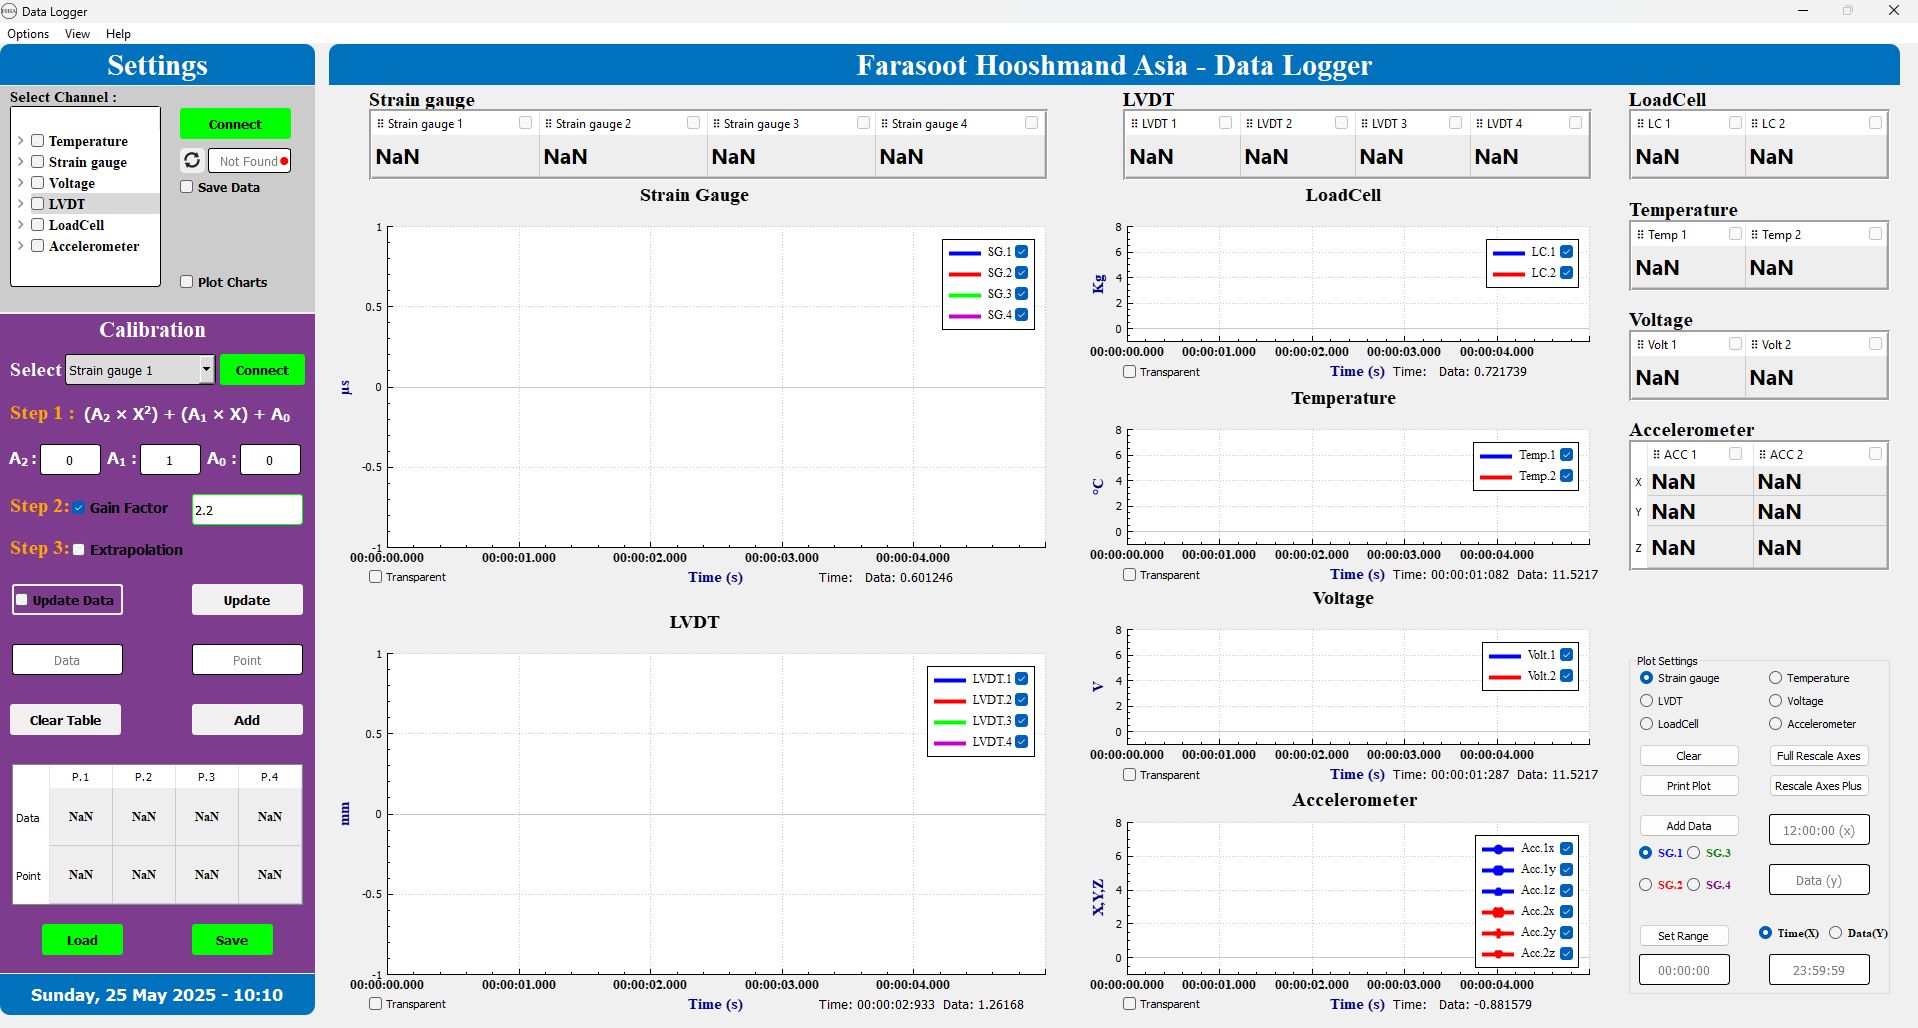 Data Logger
Options View Help
Settings
Select Channel :
Temperature
Strain gauge
Voltage
LVDT
LoadCell
Accelerometer
Connect
Not Found
Save Data
Plot Charts
Calibration
Select Strain gauge 1 Connect
Step 1 : (A₂ × X²) + (A₁ × X) + A₀
A₂ : 0 A₁ : 1 A₀ : 0
Step 2: Gain Factor 2.2
Step 3: Extrapolation
Update Data Update
Data Point
Clear Table Add
P.1 P.2 P.3 P.4
Data NaN NaN NaN NaN
Point NaN NaN NaN NaN
Load Save
Sunday, 25 May 2025 - 10:10
Farasoot Hooshmand Asia - Data Logger
Strain gauge
Strain gauge 1 Strain gauge 2 Strain gauge 3 Strain gauge 4
NaN NaN NaN NaN
Strain Gauge
1
0.5
0
-0.5
-1
µs
SG.1
SG.2
SG.3
SG.4
00:00:00.000 00:00:01.000 00:00:02.000 00:00:03.000 00:00:04.000
Transparent Time (s) Time: Data: 0.601246
LVDT
1
0.5
0
-0.5
-1
mm
LVDT.1
LVDT.2
LVDT.3
LVDT.4
00:00:00.000 00:00:01.000 00:00:02.000 00:00:03.000 00:00:04.000
Transparent Time (s) Time: 00:00:02:933 Data: 1.26168
LVDT
LVDT 1 LVDT 2 LVDT 3 LVDT 4
NaN NaN NaN NaN
LoadCell
8
6
4
2
0
Kg
LC.1
LC.2
00:00:00.000 00:00:01.000 00:00:02.000 00:00:03.000 00:00:04.000
Transparent Time (s) Time: Data: 0.721739
Temperature
8
6
4
2
0
°C
Temp.1
Temp.2
00:00:00.000 00:00:01.000 00:00:02.000 00:00:03.000 00:00:04.000
Transparent Time (s) Time: 00:00:01:082 Data: 11.5217
Voltage
8
6
4
2
0
V
Volt.1
Volt.2
00:00:00.000 00:00:01.000 00:00:02.000 00:00:03.000 00:00:04.000
Transparent Time (s) Time: 00:00:01:287 Data: 11.5217
Accelerometer
8
6
4
2
0
X,Y,Z
Acc.1x
Acc.1y
Acc.1z
Acc.2x
Acc.2y
Acc.2z
00:00:00.000 00:00:01.000 00:00:02.000 00:00:03.000 00:00:04.000
Transparent Time (s) Time: Data: -0.881579
LoadCell
LC 1 LC 2
NaN NaN
Temperature
Temp 1 Temp 2
NaN NaN
Voltage
Volt 1 Volt 2
NaN NaN
Accelerometer
ACC 1 ACC 2
X NaN NaN
Y NaN NaN
Z NaN NaN
Plot Settings
Strain gauge Temperature
LVDT Voltage
LoadCell Accelerometer
Clear Full Rescale Axes
Print Plot Rescale Axes Plus
Add Data 12:00:00 (x)
SG.1 SG.3
SG.2 SG.4 Data (y)
Set Range Time(X) Data(Y)
00:00:00 23:59:59